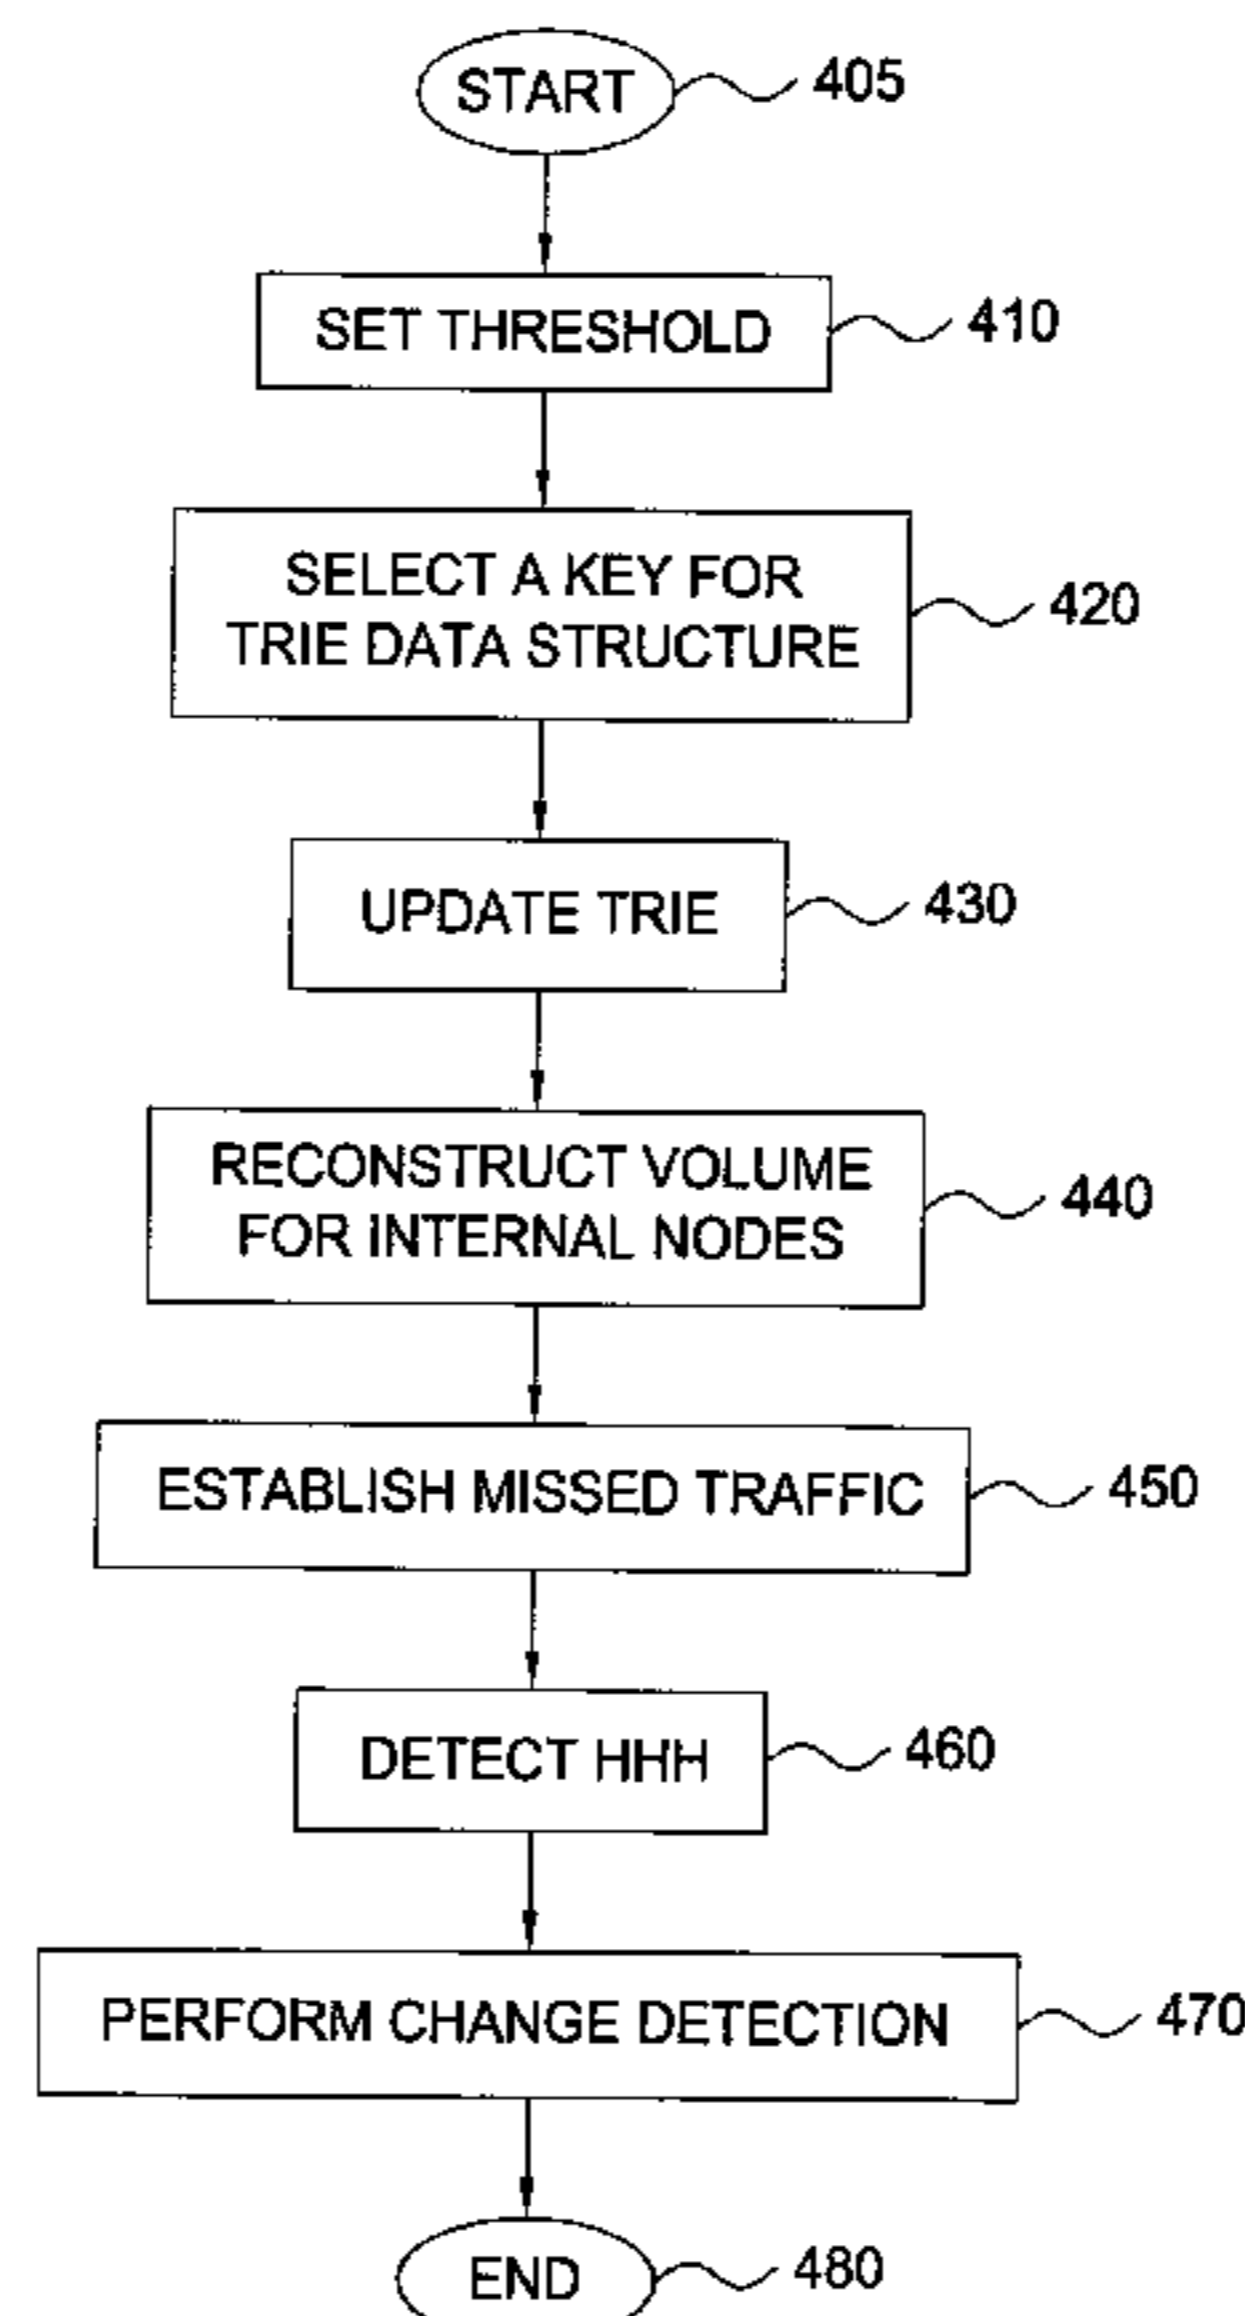 START
405
SET THRESHOLD
410
SELECT A KEY FOR
TRIE DATA STRUCTURE
420
UPDATE TRIE
430
RECONSTRUCT VOLUME
FOR INTERNAL NODES
440
ESTABLISH MISSED TRAFFIC
450
DETECT HHH
460
PERFORM CHANGE DETECTION
470
END
480